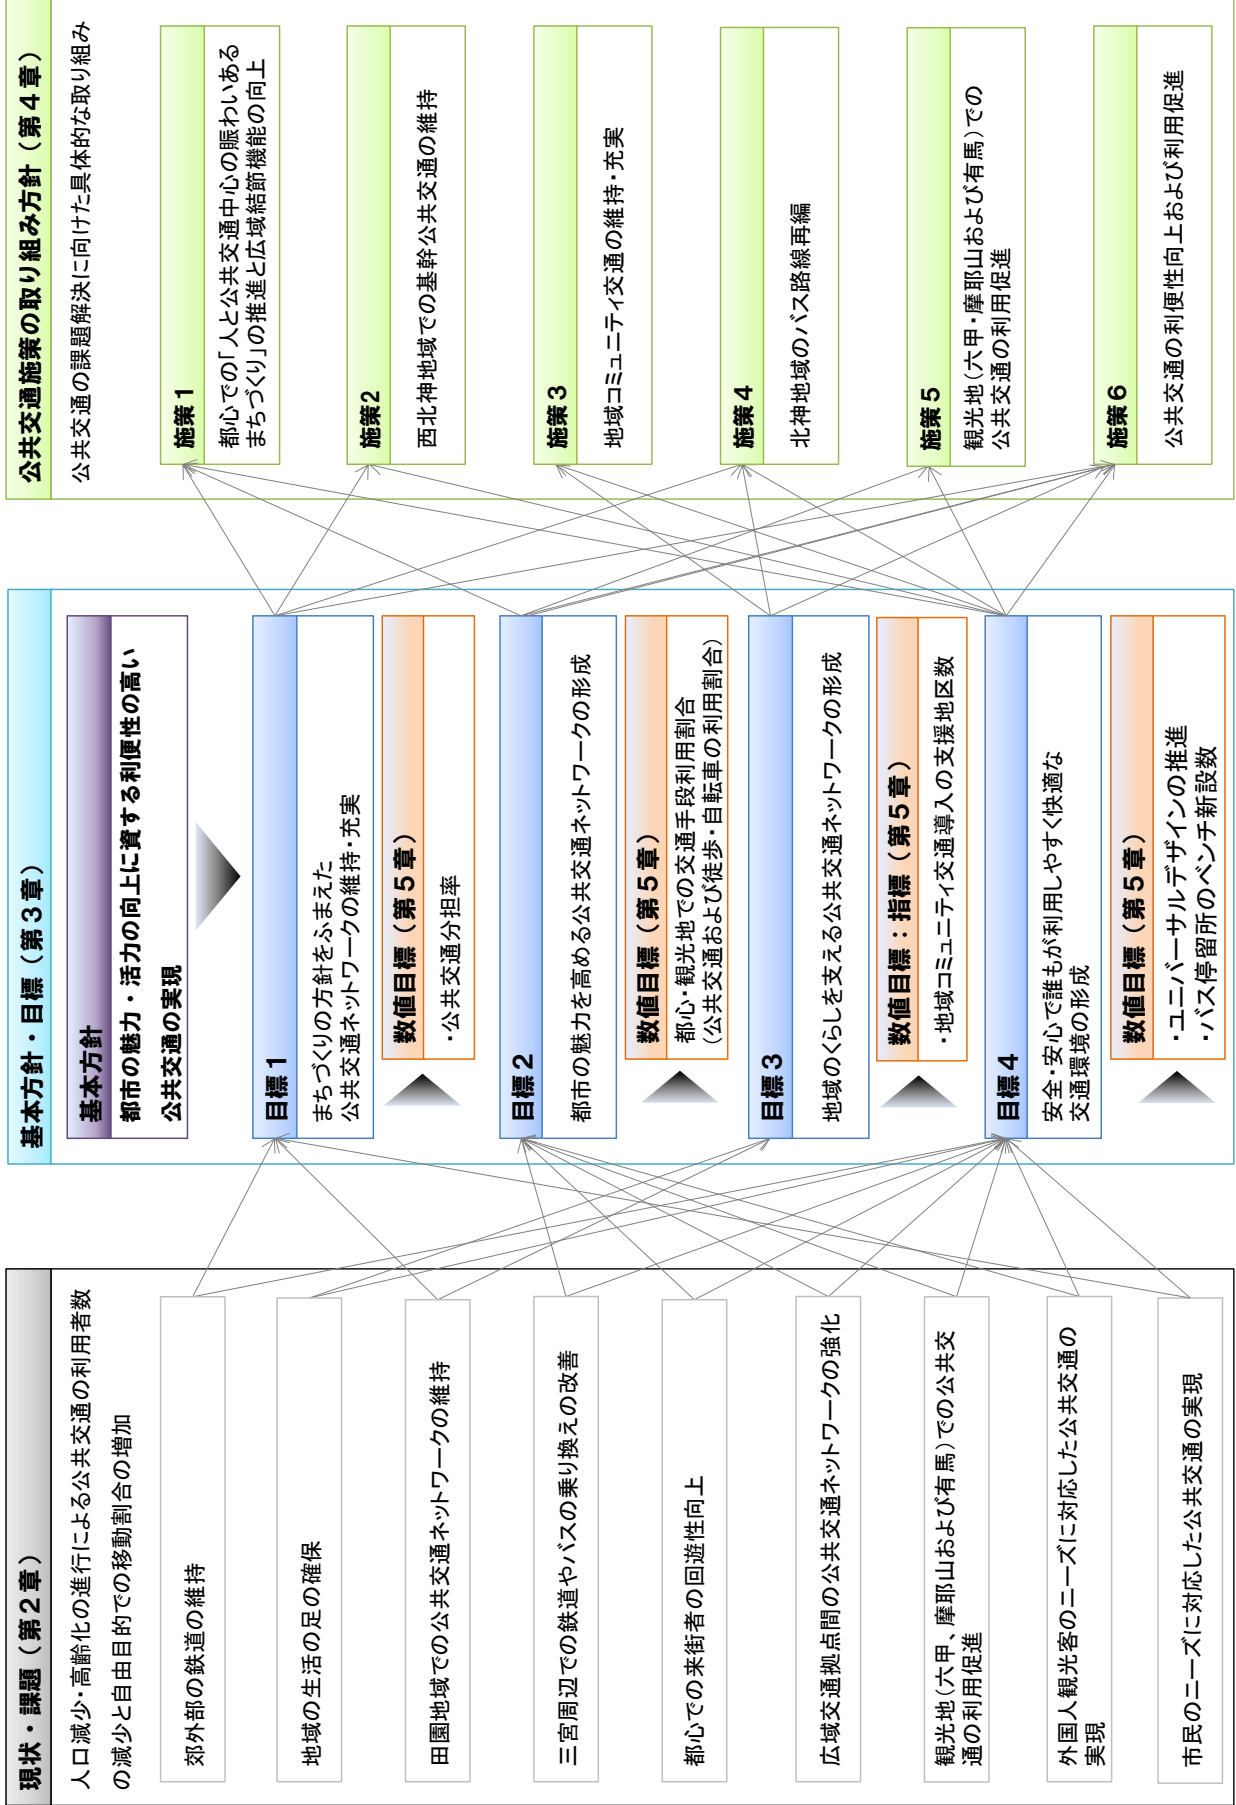 現状・課題（第２章）
人口減少・高齢化の進行による公共交通の利用者数
の減少と自由目的での移動割合の増加
郊外部の鉄道の維持
地域の生活の足の確保
田園地域での公共交通ネットワークの維持
三宮周辺での鉄道やバスの乗り換えの改善
都心での来街者の回遊性向上
広域交通拠点間の公共交通ネットワークの強化
観光地（六甲、摩耶山および有馬）での公共交
通の利用促進
外国人観光客のニーズに対応した公共交通の
実現
市民のニーズに対応した公共交通の実現
基本方針・目標（第３章）
基本方針
都市の魅力・活力の向上に資する利便性の高い
公共交通の実現
目標１
まちづくりの方針をふまえた
公共交通ネットワークの維持・充実
数値目標（第５章）
・公共交通分担率
目標２
都市の魅力を高める公共交通ネットワークの形成
数値目標（第５章）
都心・観光地での交通手段利用割合
（公共交通および徒歩・自転車の利用割合）
目標３
地域のくらしを支える公共交通ネットワークの形成
数値目標：指標（第５章）
・地域コミュニティ交通導入の支援地区数
目標４
安全・安心で誰もが利用しやすく快適な
交通環境の形成
数値目標（第５章）
・ユニバーサルデザインの推進
・バス停留所のベンチ新設数
公共交通施策の取り組み方針（第４章）
公共交通の課題解決に向けた具体的な取り組み
施策１
都心での「人と公共交通中心の賑わいある
まちづくり」の推進と広域結節機能の向上
施策2
西北神地域での基幹公共交通の維持
施策３
地域コミュニティ交通の維持・充実
施策４
北神地域のバス路線再編
施策５
観光地（六甲・摩耶山および有馬）での
公共交通の利用促進
施策６
公共交通の利便性向上および利用促進